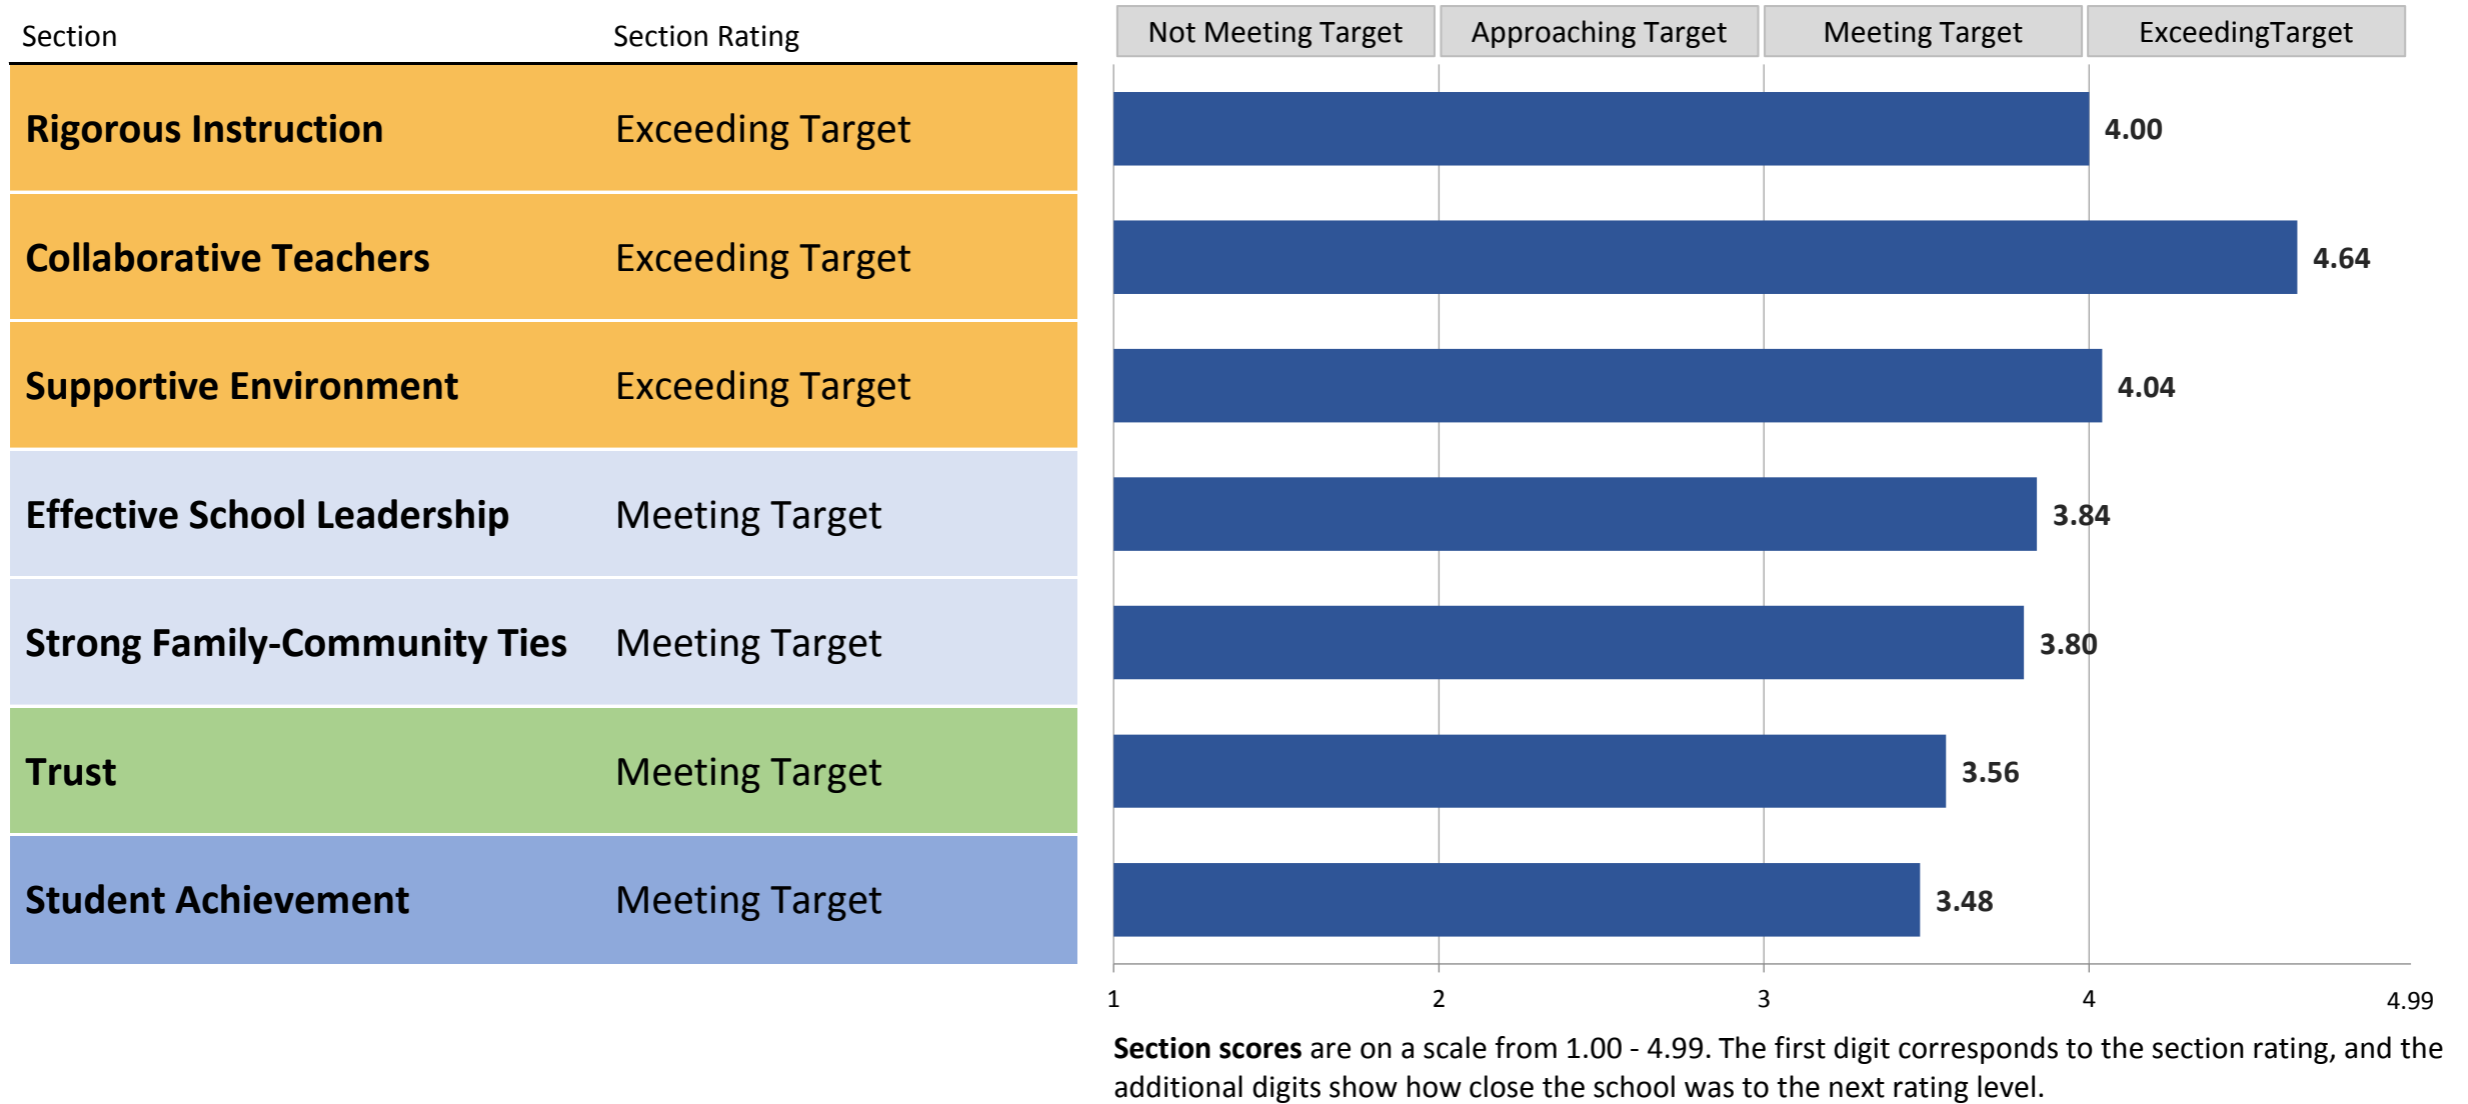 Section Section Rating Not Meeting Target Approaching Target Meeting Target ExceedingTarget
Rigorous Instruction Exceeding Target 4.00
Collaborative Teachers Exceeding Target 4.64
Supportive Environment Exceeding Target 4.04
Effective School Leadership Meeting Target 3.84
Strong Family-Community Ties Meeting Target 3.80
Trust Meeting Target 3.56
Student Achievement Meeting Target 3.48
1 2 3 4 4.99
Section scores are on a scale from 1.00 - 4.99. The first digit corresponds to the section rating, and the
additional digits show how close the school was to the next rating level.